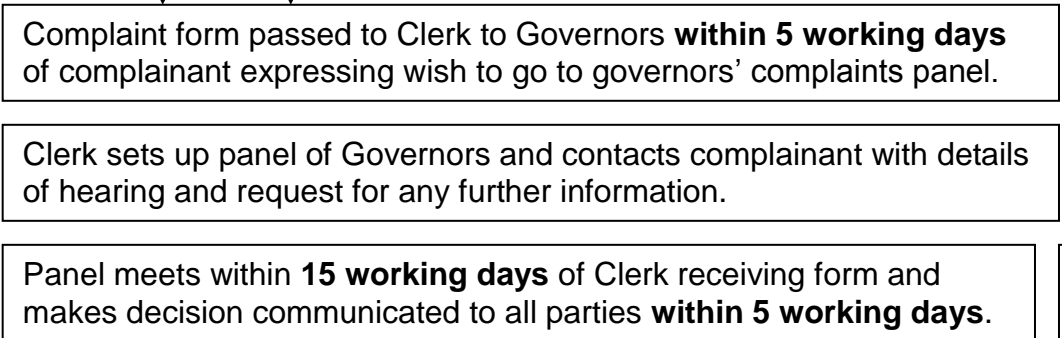 Complaint form passed to Clerk to Governors within 5 working days
of complainant expressing wish to go to governors’ complaints panel.
Clerk sets up panel of Governors and contacts complainant with details
of hearing and request for any further information.
Panel meets within 15 working days of Clerk receiving form and
makes decision communicated to all parties within 5 working days.